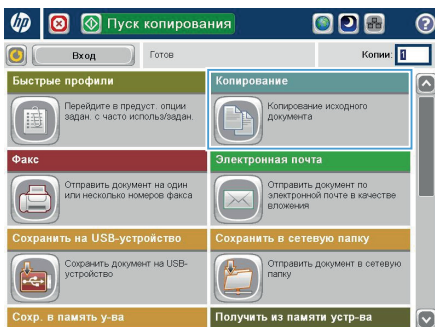 hp
Пуск копирования
?
Вход
Готов
Копии: 1
Быстрые профили
Перейдите в предуст. опции
задан. с часто использ/задан.
Копирование
Копирование исходного
документа
Факс
Отправить документ на один
или несколько номеров факса
Электронная почта
Отправить документ по
электронной почте в качестве
вложения
Сохранить на USB-устройство
Сохранить документ на USB-
устройство
Сохранить в сетевую папку
Отправить документ в сетевую
папку
Сохр. в память у-ва
Получить из памяти устр-ва